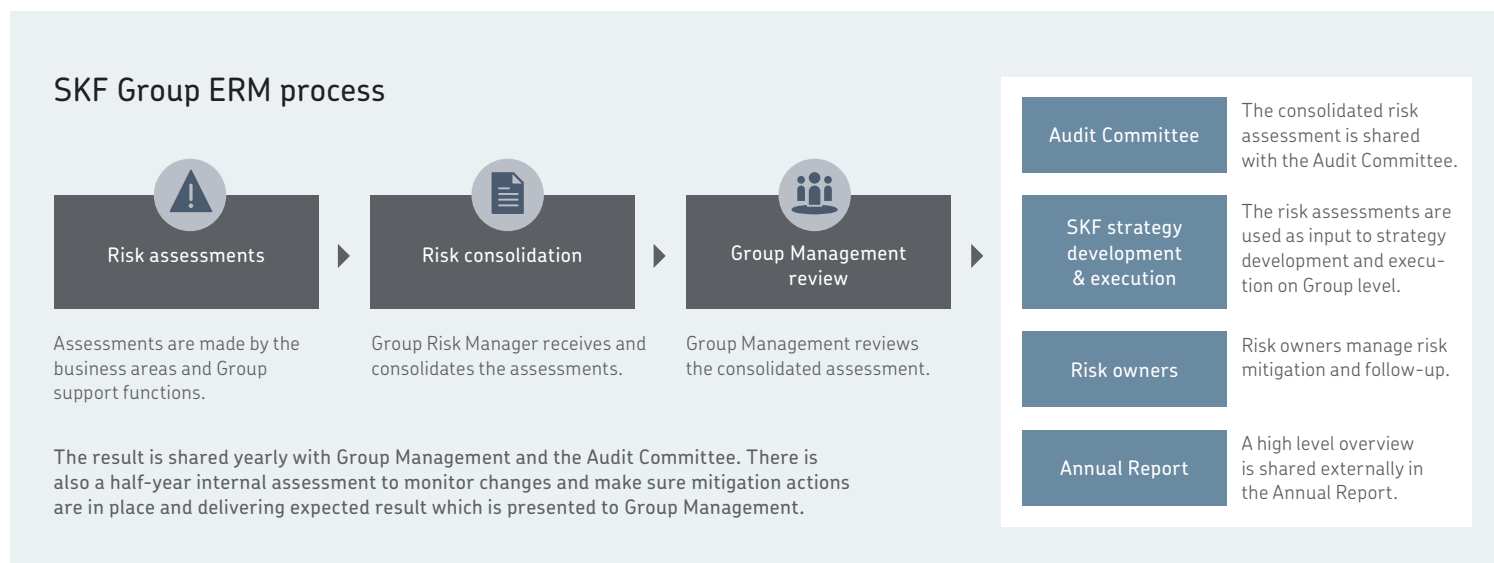 SKF Group ERM process
Risk assessments
Assessments are made by the
business areas and Group
support functions.
Risk consolidation
Group Risk Manager receives and
consolidates the assessments.
Group Management
review
Group Management reviews
the consolidated assessment.
The result is shared yearly with Group Management and the Audit Committee. There is
also a half-year internal assessment to monitor changes and make sure mitigation actions
are in place and delivering expected result which is presented to Group Management.
Audit Committee
The consolidated risk
assessment is shared
with the Audit Committee.
SKF strategy
development
& execution
The risk assessments are
used as input to strategy
development and execu-
tion on Group level.
Risk owners
Risk owners manage risk
mitigation and follow-up.
Annual Report
A high level overview
is shared externally in
the Annual Report.